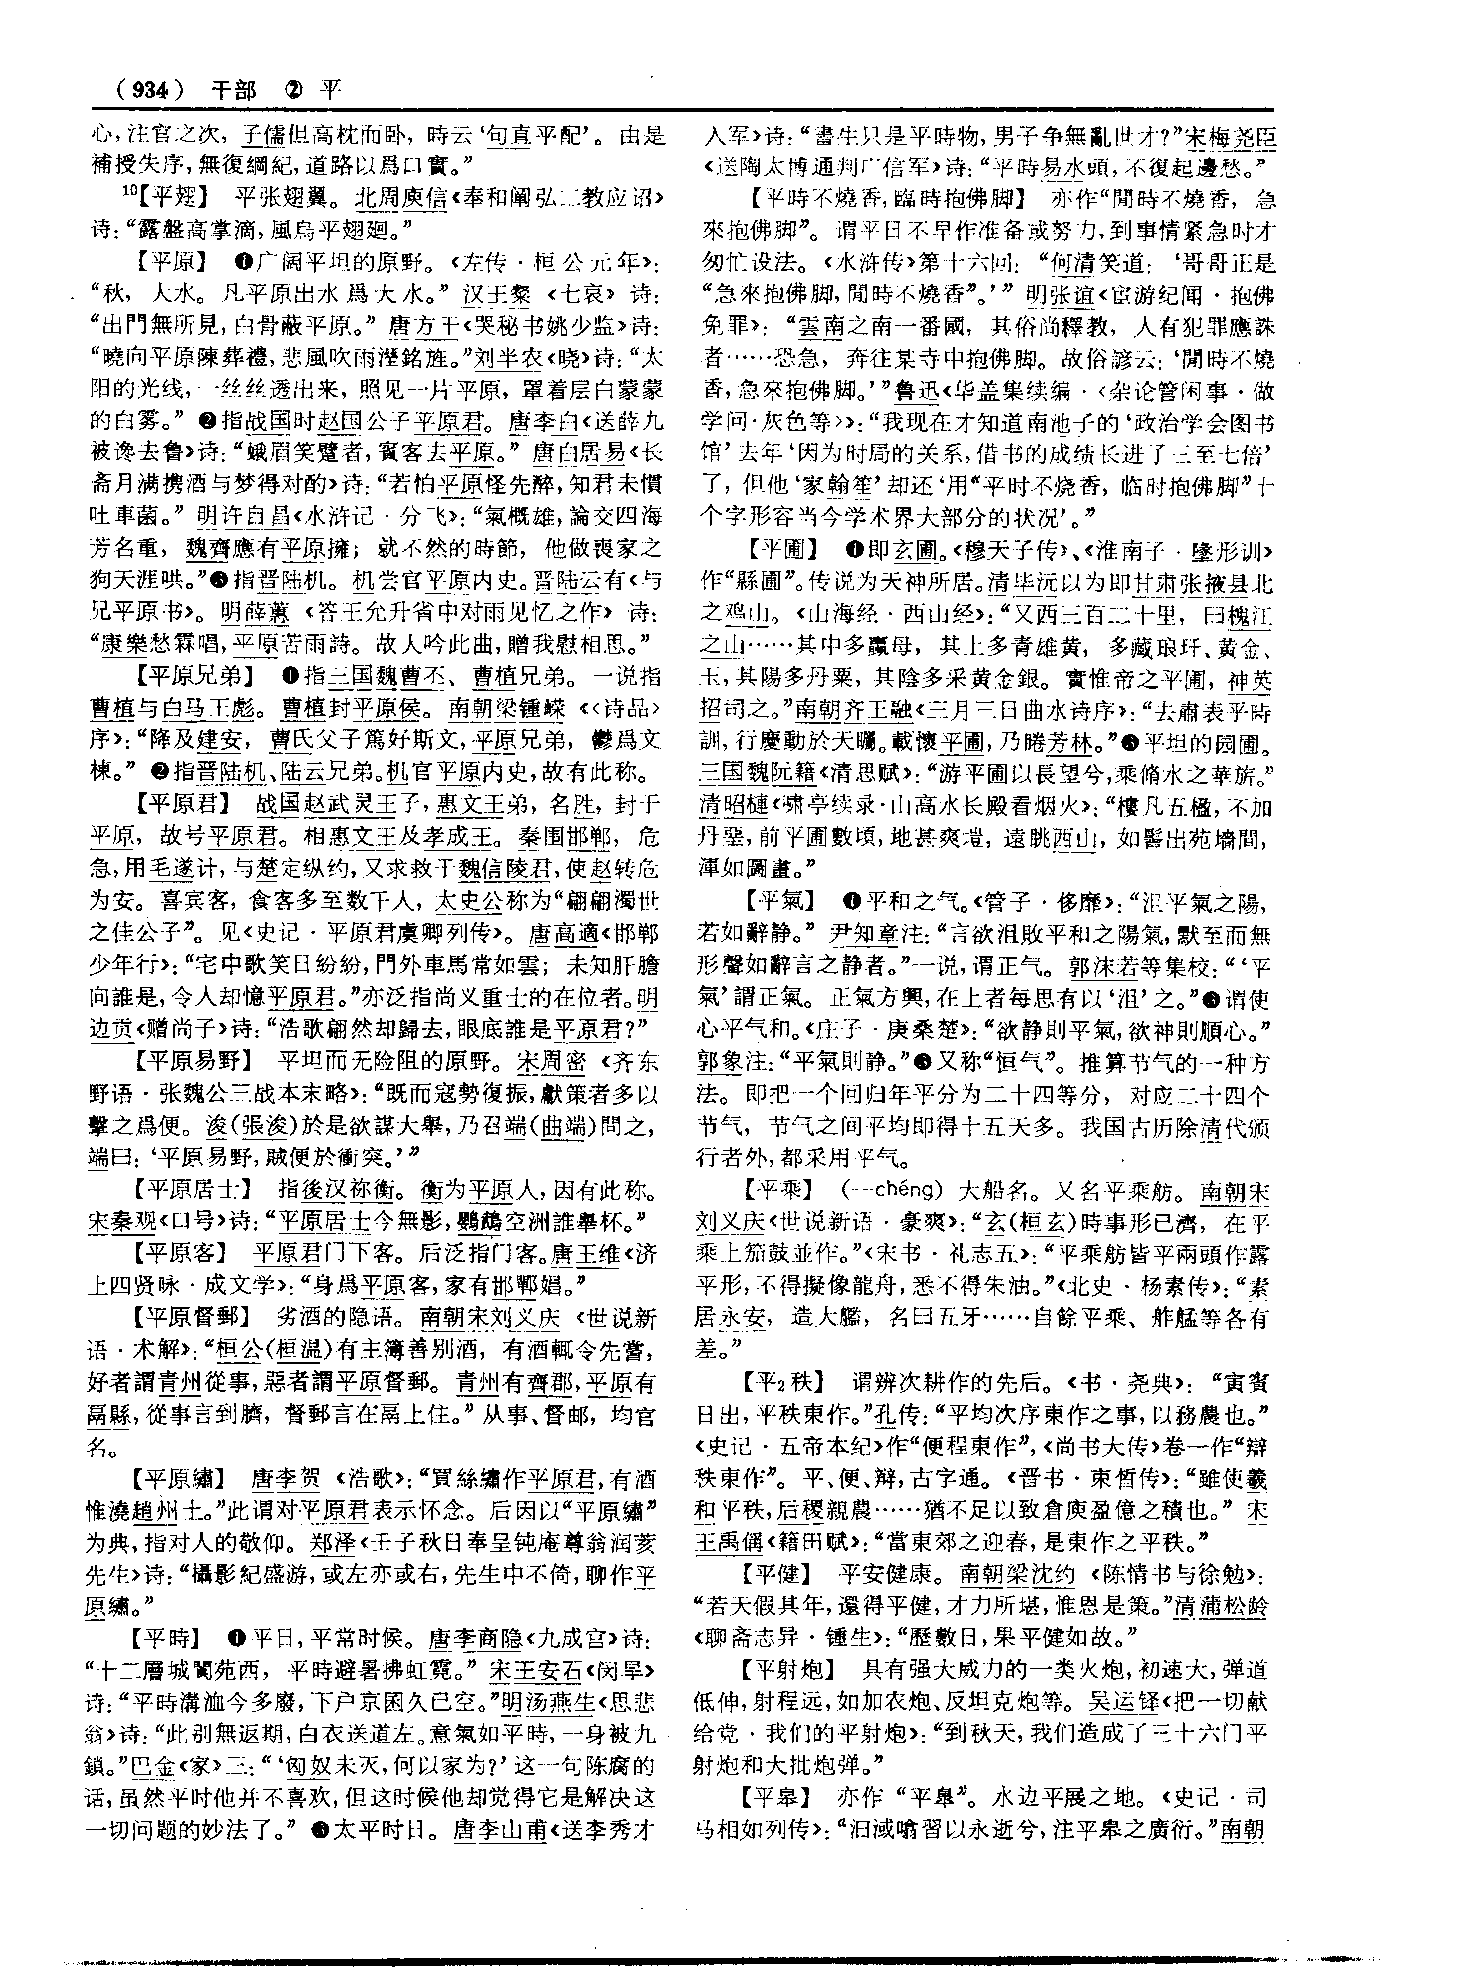 （934） 干部 ② 平
心，注官之次，子儒但高枕而卧，時云‘句直平配’。由是
補授失序，無復綱紀，道路以爲口實。”
¹⁰【平翅】 平张翅翼。北周庾信《奉和阐弘二教应诏》
诗：“露盤高掌滴，風烏平翅廻。”
【平原】 ❶广阔平坦的原野。《左传·桓公元年》：
“秋，大水。凡平原出水爲大水。”汉王粲《七哀》诗：
“出門無所見，白骨蔽平原。”唐方干《哭秘书姚少监》诗：
“曉向平原陳葬禮，悲風吹雨溼銘旌。”刘半农《晓》诗：“太
阳的光线，一丝丝透出来，照见一片平原，罩着层白蒙蒙
的白雾。”❷指战国时赵国公子平原君。唐李白《送薛九
被谗去鲁》诗：“蛾眉笑躄者，賓客去平原。”唐白居易《长
斋月满携酒与梦得对酌》诗：“若怕平原怪先醉，知君未慣
吐車茵。”明许自昌《水浒记·分飞》：“氣概雄，論交四海
芳名重，魏齊應有平原擁；就不然的時節，他做喪家之
狗天涯哄。”❸指晋陆机。机尝官平原内史。晋陆云有《与
兄平原书》。明薛蕙《答王允升省中对雨见忆之作》诗：
“康樂愁霖唱，平原苦雨詩。故人吟此曲，贈我慰相思。”
【平原兄弟】 ❶指三国魏曹丕、曹植兄弟。一说指
曹植与白马王彪。曹植封平原侯。南朝梁锺嵘《〈诗品〉
序》：“降及建安，曹氏父子篤好斯文，平原兄弟，鬱爲文
棟。”❷指晋陆机、陆云兄弟。机官平原内史，故有此称。
【平原君】 战国赵武灵王子，惠文王弟，名胜，封于
平原，故号平原君。相惠文王及孝成王。秦围邯郸，危
急，用毛遂计，与楚定纵约，又求救于魏信陵君，使赵转危
为安。喜宾客，食客多至数千人，太史公称为“翩翩濁世
之佳公子”。见《史记·平原君虞卿列传》。唐高適《邯郸
少年行》：“宅中歌笑日紛紛，門外車馬常如雲；未知肝膽
向誰是，令人却憶平原君。”亦泛指尚义重士的在位者。明
边贡《赠尚子》诗：“浩歌翩然却歸去，眼底誰是平原君？”
【平原易野】 平坦而无险阻的原野。宋周密《齐东
野语·张魏公三战本末略》：“既而寇勢復振，獻策者多以
擊之爲便。浚（張浚）於是欲謀大舉，乃召端（曲端）問之，
端曰：‘平原易野，賊便於衝突。’”
【平原居士】 指後汉祢衡。衡为平原人，因有此称。
宋秦观《口号》诗：“平原居士今無影，鸚鵡空洲誰舉杯。”
【平原客】 平原君门下客。后泛指门客。唐王维《济
上四贤咏·成文学》：“身爲平原客，家有邯鄲娼。”
【平原督郵】 劣酒的隐语。南朝宋刘义庆《世说新
语·术解》：“桓公（桓温）有主簿善别酒，有酒輒令先嘗，
好者謂青州從事，惡者謂平原督郵。青州有齊郡，平原有
鬲縣，從事言到臍，督郵言在鬲上住。”从事、督邮，均官
名。
【平原繡】 唐李贺《浩歌》：“買絲繡作平原君，有酒
惟澆趙州土。”此谓对平原君表示怀念。后因以“平原繡”
为典，指对人的敬仰。郑泽《壬子秋日奉呈钝庵尊翁润芰
先生》诗：“攝影紀盛游，或左亦或右，先生中不倚，聊作平
原繡。”
【平時】 ❶平日，平常时候。唐李商隐《九成宫》诗：
“十二層城閬苑西，平時避暑拂虹霓。”宋王安石《闵旱》
诗：“平時溝洫今多廢，下户京囷久已空。”明汤燕生《思悲
翁》诗：“此别無返期，白衣送道左。意氣如平時，一身被九
鎖。”巴金《家》三：“‘匈奴未灭，何以家为？’这一句陈腐的
话，虽然平时他并不喜欢，但这时候他却觉得它是解决这
一切问题的妙法了。”❸太平时日。唐李山甫《送李秀才
入军》诗：“書生只是平時物，男子争無亂世才？”宋梅尧臣
《送陶太博通判广信军》诗：“平時易水頭，不復起邊愁。”
【平時不燒香，臨時抱佛脚】 亦作“閒時不燒香，急
來抱佛脚”。谓平日不早作准备或努力，到事情紧急时才
匆忙设法。《水浒传》第十六回：“何清笑道：‘哥哥正是
“急來抱佛脚，閒時不燒香”。’”明张谊《宦游纪闻·抱佛
免罪》：“雲南之南一番國，其俗尚釋教，人有犯罪應誅
者……恐急，奔往某寺中抱佛脚。故俗諺云：‘閒時不燒
香，急來抱佛脚。’”鲁迅《华盖集续编·〈杂论管闲事·做
学问·灰色等〉》：“我现在才知道南池子的‘政治学会图书
馆’去年‘因为时局的关系，借书的成绩长进了三至七倍’
了，但他‘家翰笙’却还‘用“平时不烧香，临时抱佛脚”十
个字形容当今学术界大部分的状况’。”
【平圃】 ❶即玄圃。《穆天子传》、《淮南子·墬形训》
作“縣圃”。传说为天神所居。清毕沅以为即甘肃张掖县北
之鸡山。《山海经·西山经》：“又西三百二十里，曰槐江
之山……其中多蠃母，其上多青雄黄，多藏琅玕、黄金、
玉，其陽多丹粟，其陰多采黄金銀。實惟帝之平圃，神英
招司之。”南朝齐王融《三月三日曲水诗序》：“去肅表乎時
訓，行慶動於天矚。載懷平圃，乃睠芳林。”❸平坦的园圃。
三国魏阮籍《清思赋》：“游平圃以長望兮，乘脩水之華旂。”
清昭槤《啸亭续录·山高水长殿看烟火》：“樓凡五楹，不加
丹堊，前平圃數頃，地甚爽塏，遠眺西山，如髻出苑墻間，
渾如圖畫。”
【平氣】 ❶平和之气。《管子·侈靡》：“沮平氣之陽，
若如辭静。”尹知章注：“言欲沮敗平和之陽氣，默至而無
形聲如辭言之静者。”一说，谓正气。郭沫若等集校：“‘平
氣’謂正氣。正氣方興，在上者每思有以‘沮’之。”❸谓使
心平气和。《庄子·庚桑楚》：“欲静則平氣，欲神則順心。”
郭象注：“平氣則静。”❸又称“恒气”。推算节气的一种方
法。即把一个回归年平分为二十四等分，对应二十四个
节气，节气之间平均即得十五天多。我国古历除清代颁
行者外，都采用平气。
【平乘】 （—chéng）大船名。又名平乘舫。南朝宋
刘义庆《世说新语·豪爽》：“玄（桓玄）時事形已濟，在平
乘上笳鼓並作。”《宋书·礼志五》：“平乘舫皆平兩頭作露
平形，不得擬像龍舟，悉不得朱油。”《北史·杨素传》：“素
居永安，造大艦，名曰五牙……自餘平乘、舴艋等各有
差。”
【平₂秩】 谓辨次耕作的先后。《书·尧典》：“寅賓
日出，平秩東作。”孔传：“平均次序東作之事，以務農也。”
《史记·五帝本纪》作“便程東作”，《尚书大传》卷一作“辯
秩東作”。平、便、辯，古字通。《晋书·束皙传》：“雖使羲
和平秩，后稷親農……猶不足以致倉庾盈億之積也。”宋
王禹偁《籍田赋》：“當東郊之迎春，是東作之平秩。”
【平健】 平安健康。南朝梁沈约《陈情书与徐勉》：
“若天假其年，還得平健，才力所堪，惟恩是策。”清蒲松龄
《聊斋志异·锺生》：“歷數日，果平健如故。”
【平射炮】 具有强大威力的一类火炮，初速大，弹道
低伸，射程远，如加农炮、反坦克炮等。吴运铎《把一切献
给党·我们的平射炮》：“到秋天，我们造成了三十六门平
射炮和大批炮弹。”
【平皋】 亦作“平臯”。水边平展之地。《史记·司
马相如列传》：“汩淢噏習以永逝兮，注平臯之廣衍。”南朝